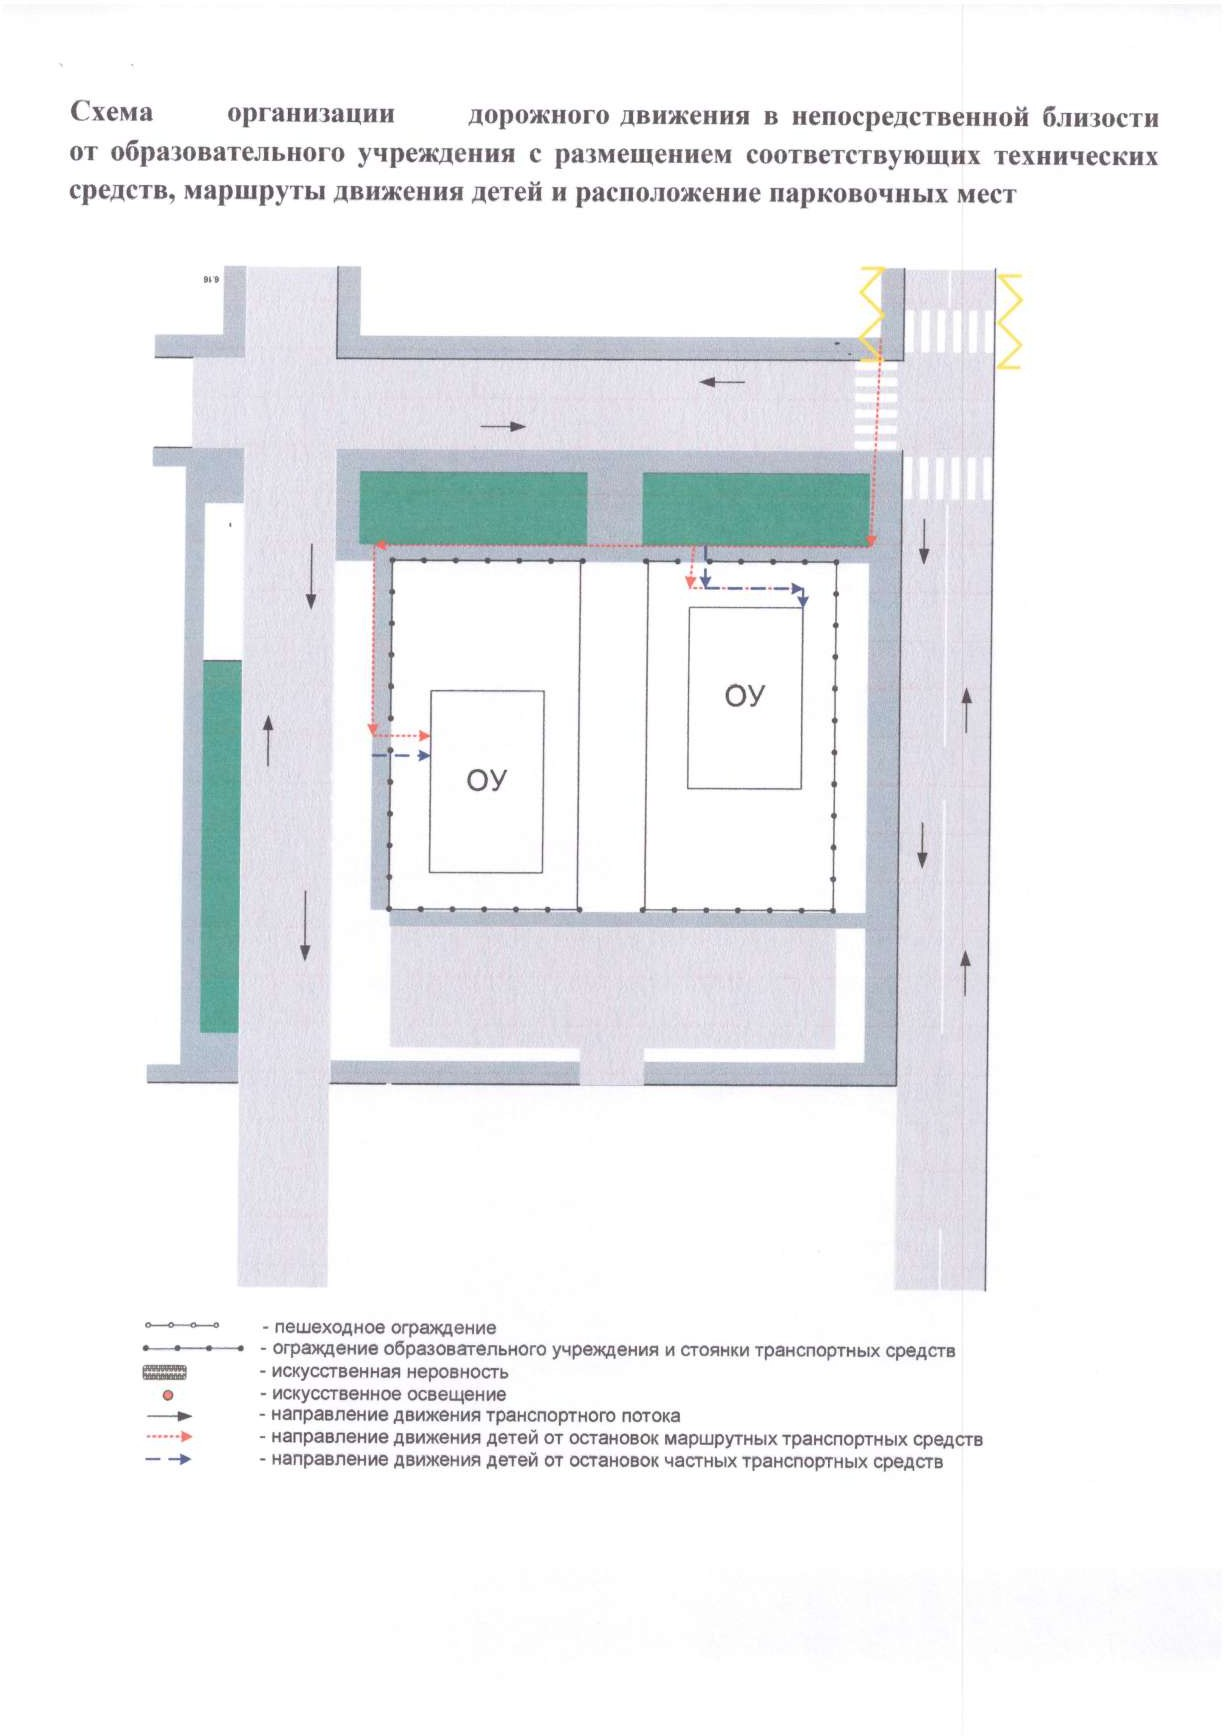 Схема организации дорожного движения в непосредственной близости
от образовательного учреждения с размещением соответствующих технических
средств, маршруты движения детей и расположение парковочных мест
6.16
ОУ
ОУ
- пешеходное ограждение
- ограждение образовательного учреждения и стоянки транспортных средств
- искусственная неровность
- искусственное освещение
- направление движения транспортного потока
- направление движения детей от остановок маршрутных транспортных средств
- направление движения детей от остановок частных транспортных средств